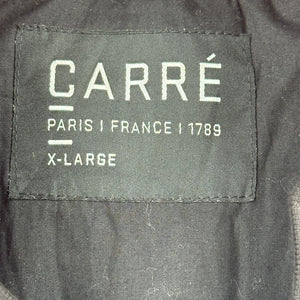 CARRÉ
PARIS | FRANCE | 1789
X-LARGE